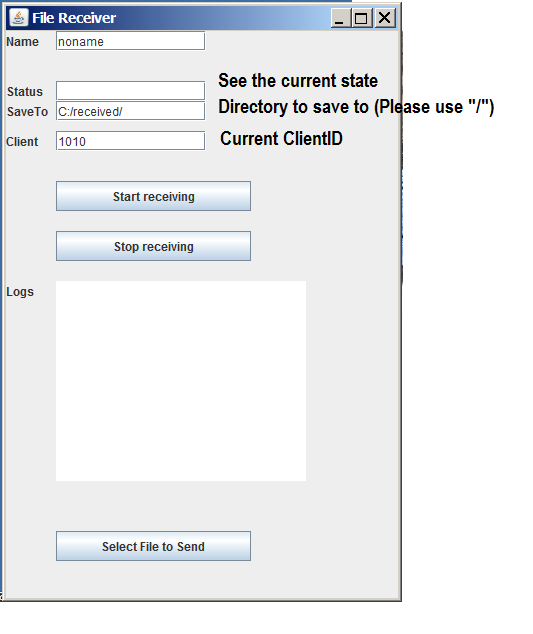 File Receiver
Name noname
See the current state
Status
SaveTo C:/received/ Directory to save to (Please use "/")
Client 1010 Current ClientID
Start receiving
Stop receiving
Logs
Select File to Send